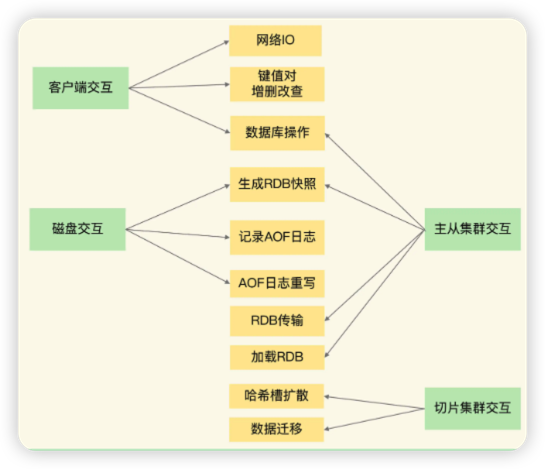 网络IO
客户端交互
键值对
增删改查
数据库操作
生成RDB快照
磁盘交互
记录AOF日志
主从集群交互
AOF日志重写
RDB传输
加载RDB
哈希槽扩散
切片集群交互
数据迁移